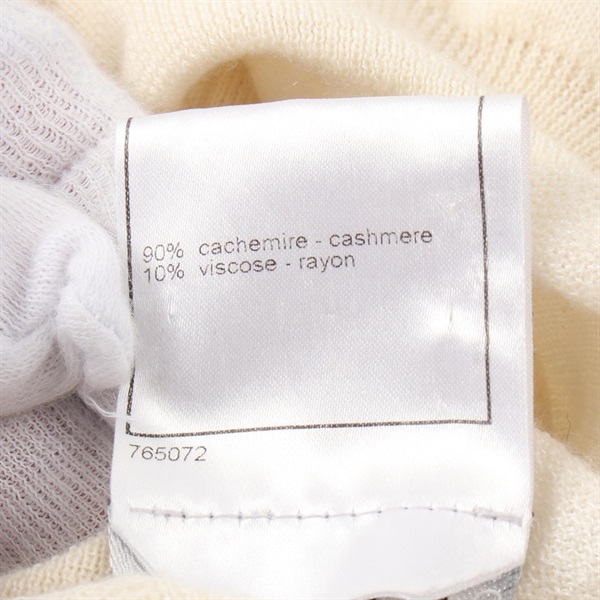 90% cachemire - cashmere
10% viscose - rayon
765072